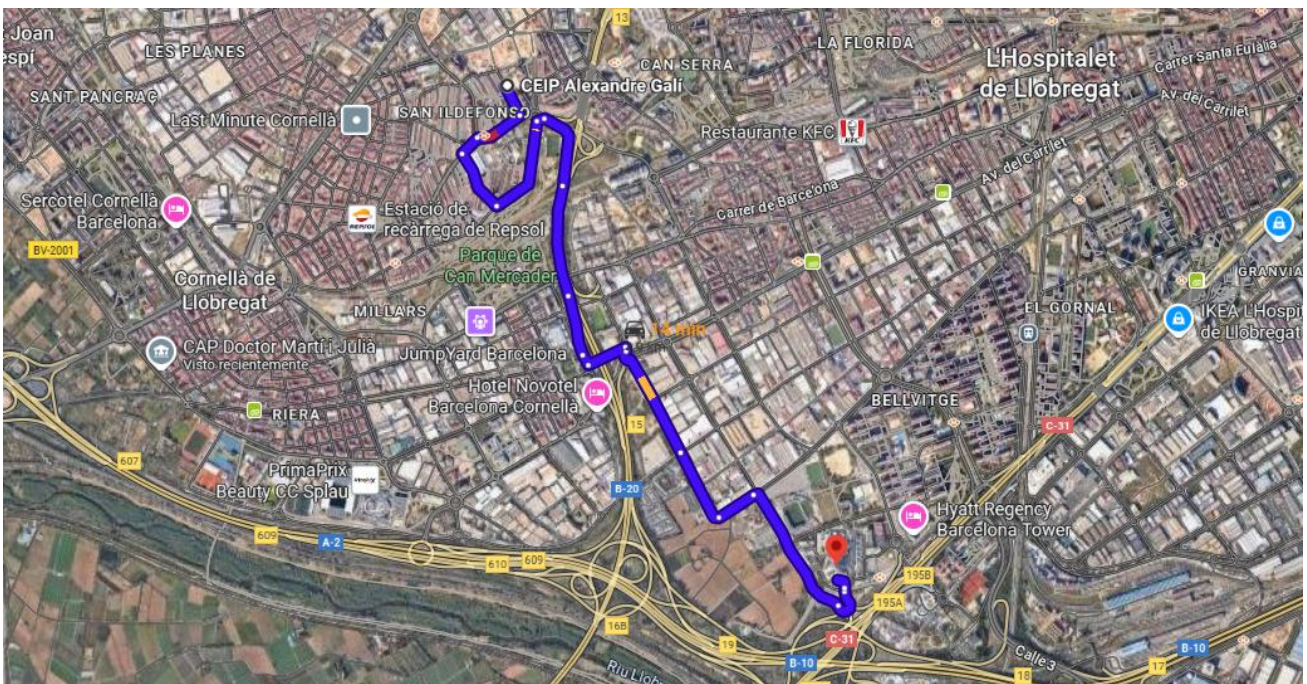 Joan
espí
LES PLANES
13
LA FLORIDA
L'Hospitalet
de Llobregat
Carrer Santa Eulàlia
CAN SERRA
SANT PANCRAÇ
CEIP Alexandre Galí
Av. del Carrilet
SAN ILDEFONSO
Last Minute Cornellà
Restaurante KFC
KFC
Av. del Carrilet
Carrer de Barcelona
Sercotel Cornellà
Barcelona
Estació de
recàrrega de Repsol
REPSOL
BV-2001
Parque de
Can Mercader
Cornellà de
Llobregat
GRANVIA
MILLARS
EL GORNAL
IKEA L'Hospi
de Llobregat
14 min
CAP Doctor Martí i Julià
Visto recientemente
JumpYard Barcelona
Hotel Novotel
Barcelona Cornellà
BELLVITGE
RIERA
15
C-31
607
PrimaPrix
Beauty CC Splau
B-20
Hyatt Regency
Barcelona Tower
609
A-2
610
609
195B
195A
16B
19
C-31
Calle 3
B-10
B-10
17
18
Riu Llob